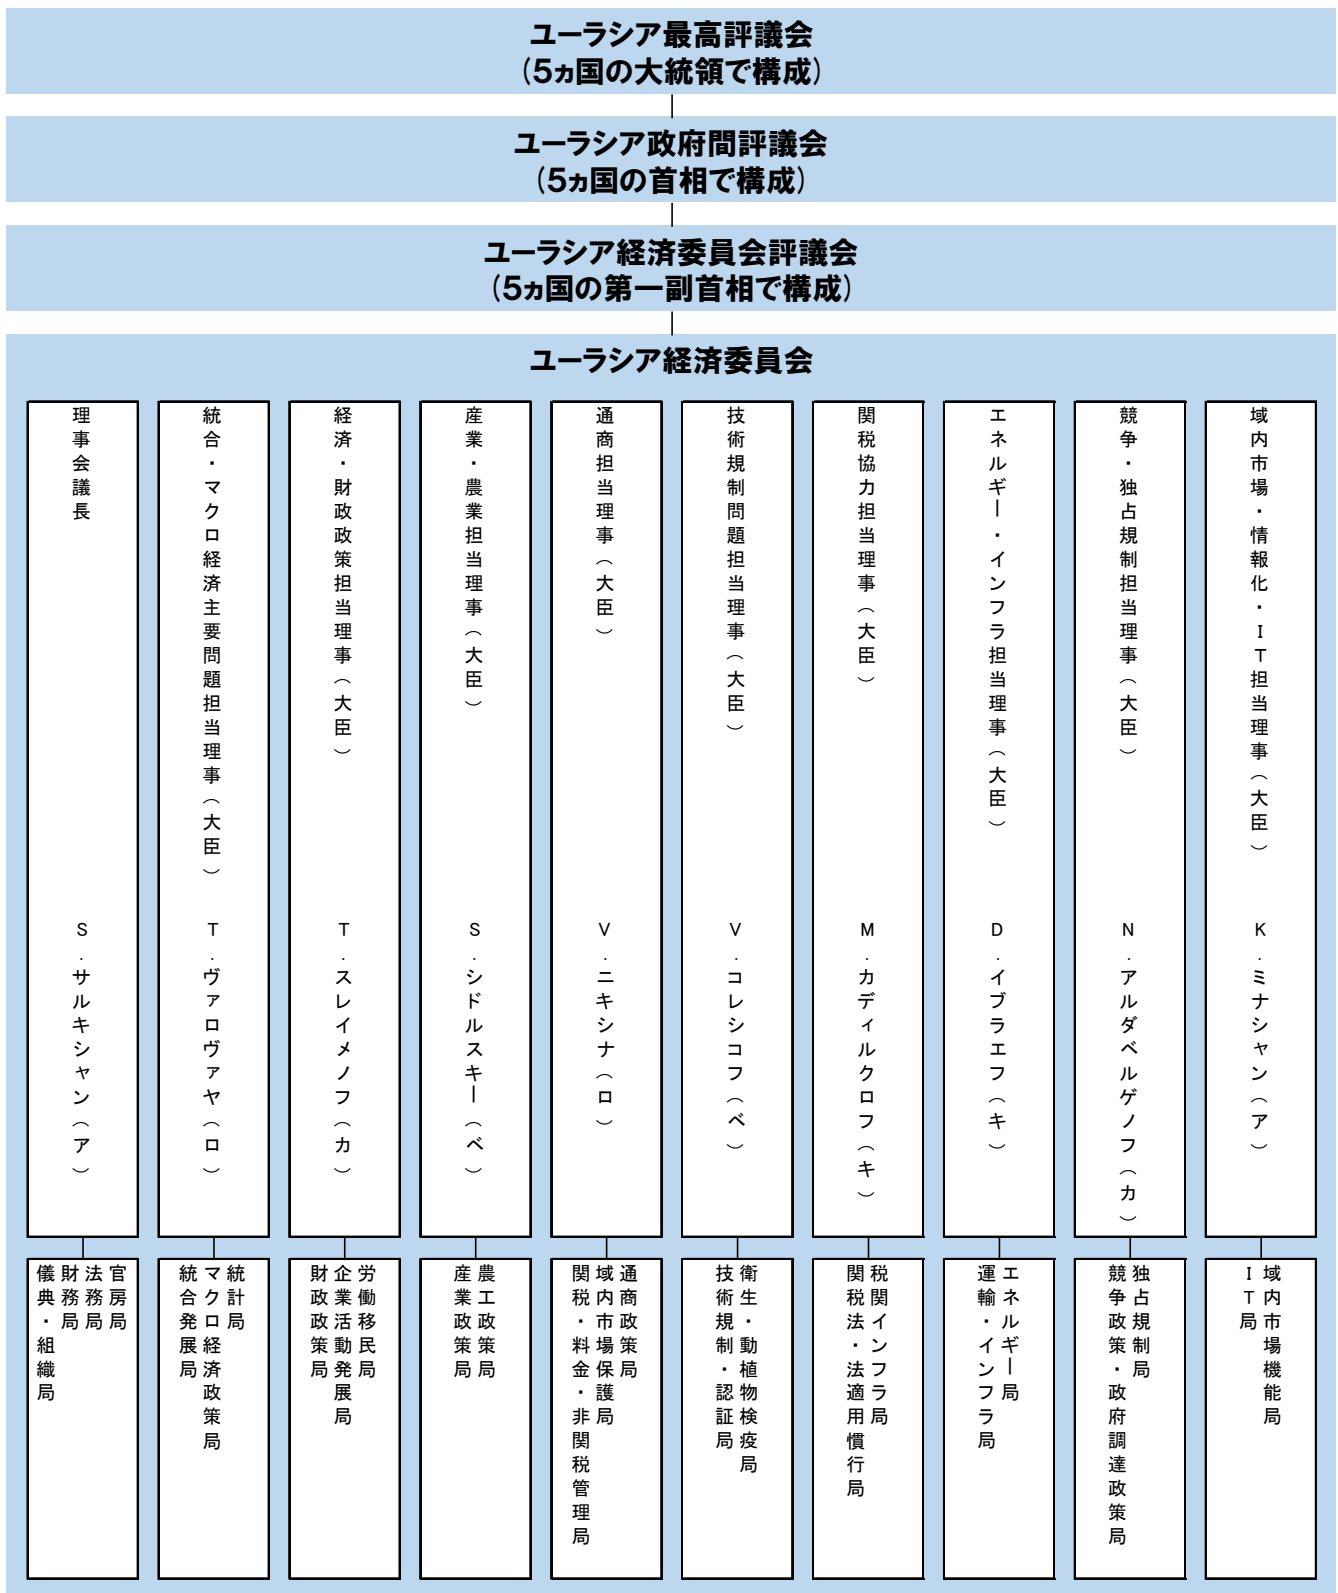 ユーラシア最高評議会
(5ヵ国の大統領で構成)
ユーラシア政府間評議会
(5ヵ国の首相で構成)
ユーラシア経済委員会評議会
(5ヵ国の第一副首相で構成)
ユーラシア経済委員会
理事会議長 S.サルキシャン(ア)
統合・マクロ経済主要問題担当理事(大臣) T.ヴァロヴァヤ(ロ)
経済・財政政策担当理事(大臣) T.スレイメノフ(カ)
産業・農業担当理事(大臣) S.シドルスキー(ベ)
通商担当理事(大臣) V.ニキシナ(ロ)
技術規制問題担当理事(大臣) V.コレシコフ(ベ)
関税協力担当理事(大臣) M.カディルクロフ(キ)
エネルギー・インフラ担当理事(大臣) D.イブラエフ(キ)
競争・独占規制担当理事(大臣) N.アルダベルゲノフ(カ)
域内市場・情報化・IT担当理事(大臣) K.ミナシャン(ア)
官房局
法務局
財務局
儀典・組織局
統計局
マクロ経済政策局
統合発展局
労働移民局
企業活動発展局
財政政策局
農工政策局
産業政策局
通商政策局
域内市場保護局
関税・料金・非関税管理局
衛生・動植物検疫局
技術規制・認証局
税関インフラ局
関税法・法適用慣行局
エネルギー局
運輸・インフラ局
独占規制局
競争政策・政府調達政策局
域内市場機能局
IT局